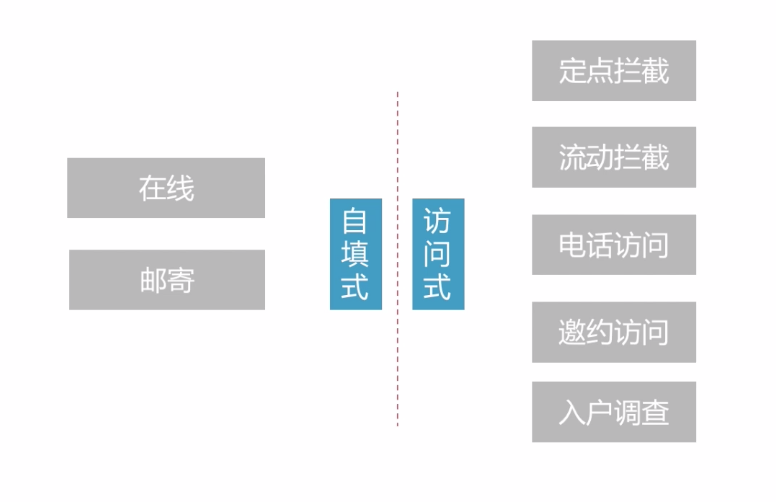 在线
邮寄
自填式
访问式
定点拦截
流动拦截
电话访问
邀约访问
入户调查